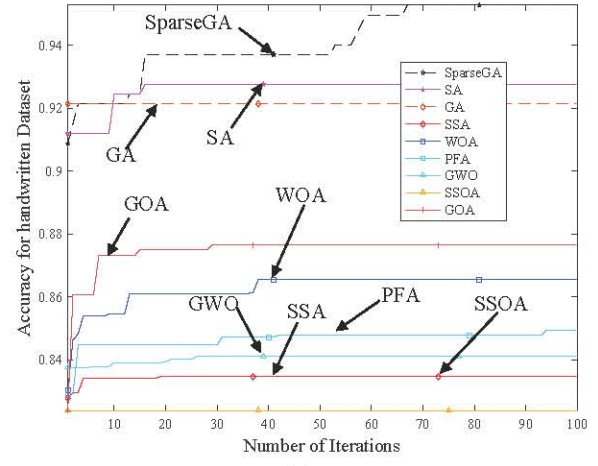 SparseGA
0.94
SparseGA
SA
GA
SSA
WOA
PFA
GWO
SSOA
GOA
0.92
GA
SA
0.9
GOA
WOA
0.88
Accuracy for handwritten Dataset
0.86
GWO
SSA
PFA
SSOA
0.84
10 20 30 40 50 60 70 80 90 100
Number of Iterations